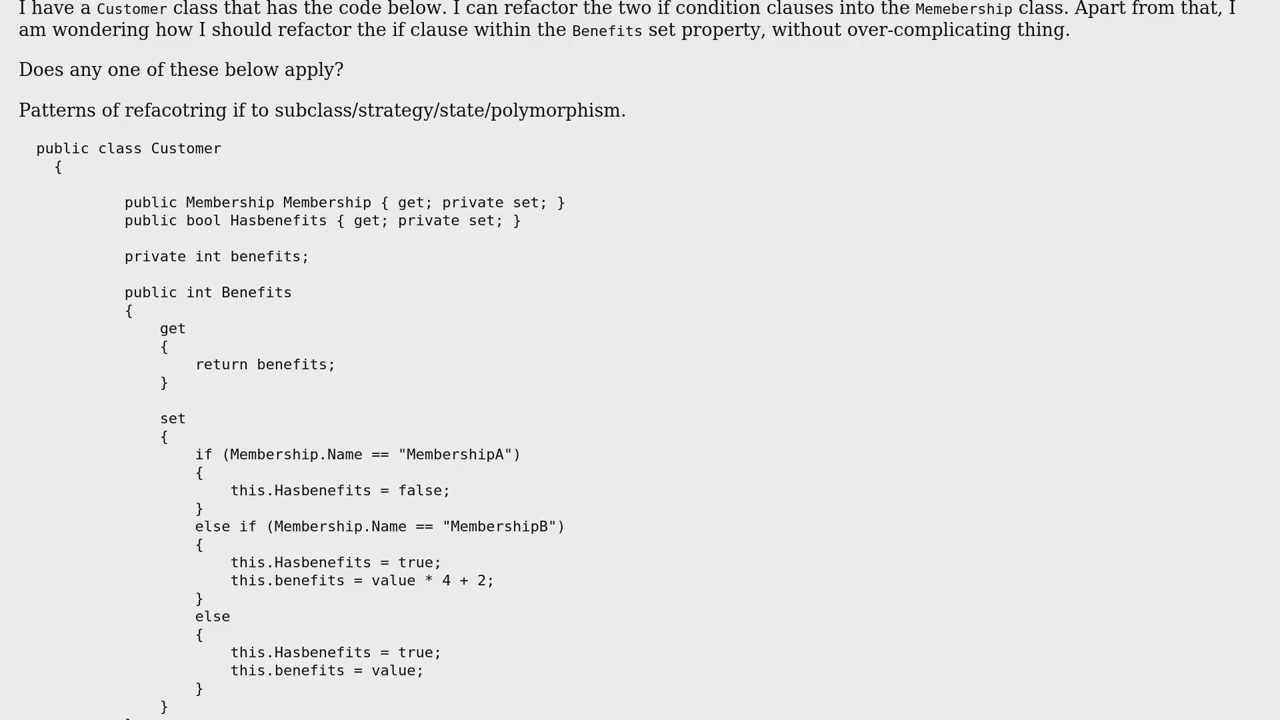 I have a Customer class that has the code below. I can refactor the two if condition clauses into the Memebership class. Apart from that, I
am wondering how I should refactor the if clause within the Benefits set property, without over-complicating thing.
Does any one of these below apply?
Patterns of refacotring if to subclass/strategy/state/polymorphism.
public class Customer
{
public Membership Membership { get; private set; }
public bool Hasbenefits { get; private set; }
private int benefits;
public int Benefits
{
get
{
return benefits;
}
set
{
if (Membership.Name == "MembershipA")
{
this.Hasbenefits = false;
}
else if (Membership.Name == "MembershipB")
{
this.Hasbenefits = true;
this.benefits = value * 4 + 2;
}
else
{
this.Hasbenefits = true;
this.benefits = value;
}
}